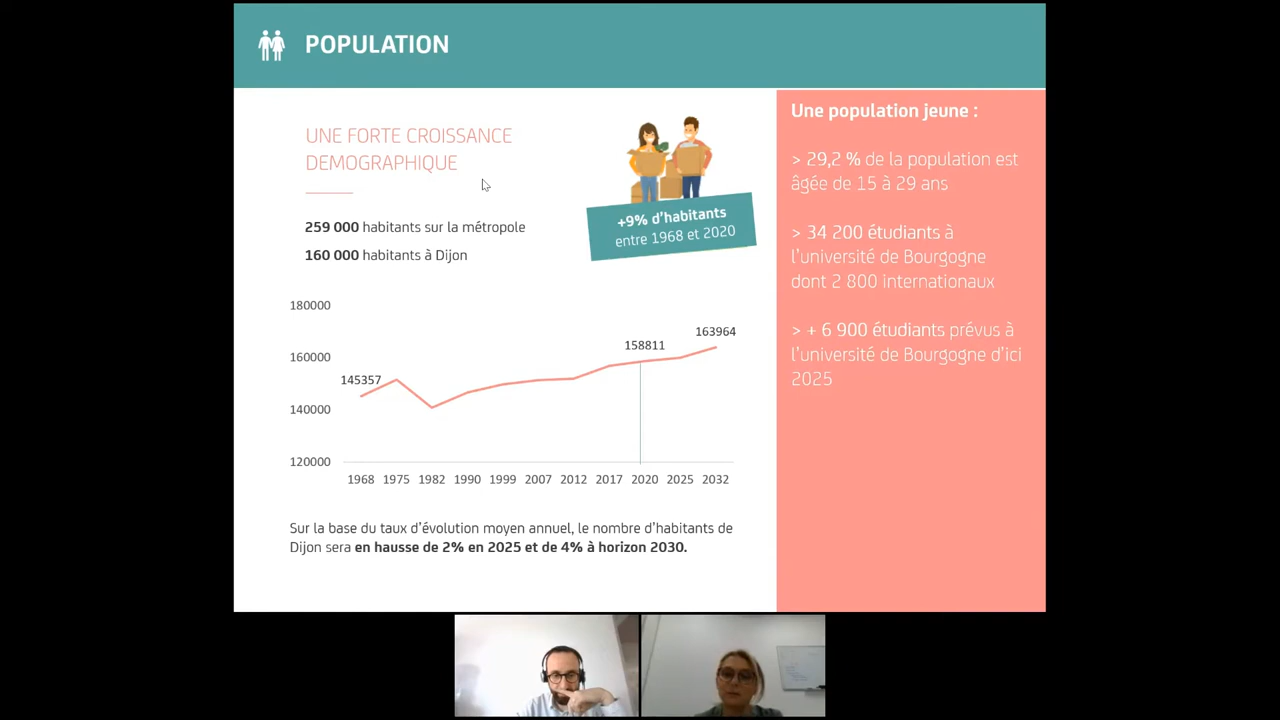 POPULATION
UNE FORTE CROISSANCE
DEMOGRAPHIQUE
259 000 habitants sur la métropole
160 000 habitants à Dijon
+9% d'habitants
entre 1968 et 2020
180000
160000
140000
120000
145357
158811
163964
1968 1975 1982 1990 1999 2007 2012 2017 2020 2025 2032
Sur la base du taux d'évolution moyen annuel, le nombre d'habitants de
Dijon sera en hausse de 2% en 2025 et de 4% à horizon 2030.
Une population jeune :
> 29,2 % de la population est
âgée de 15 à 29 ans
> 34 200 étudiants à
l'université de Bourgogne
dont 2 800 internationaux
> + 6 900 étudiants prévus à
l'université de Bourgogne d'ici
2025